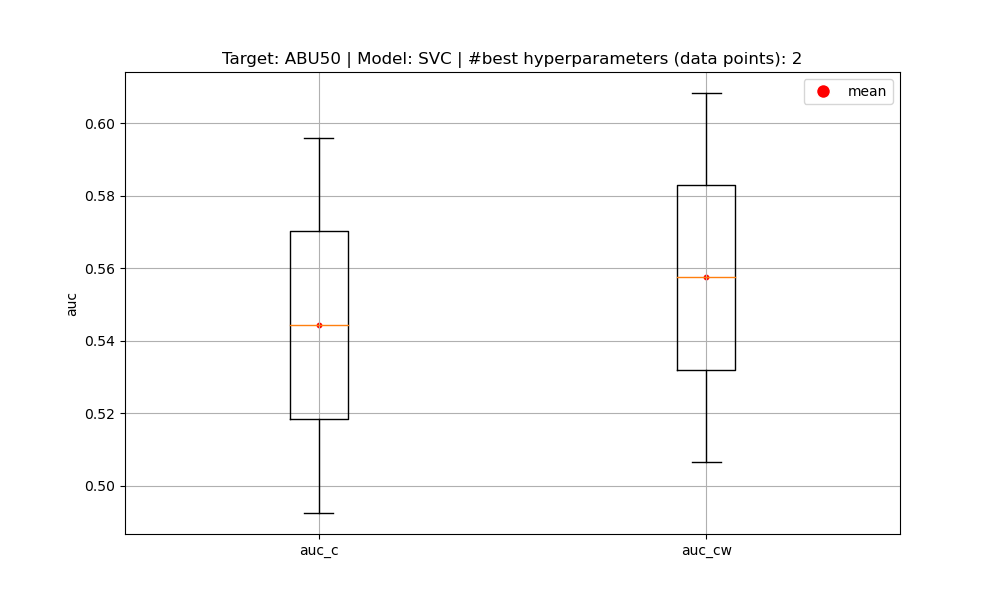 Target: ABU50 | Model: SVC | #best hyperparameters (data points): 2
mean
0.60
0.58
0.56
0.54
0.52
0.50
auc
auc_c
auc_cw